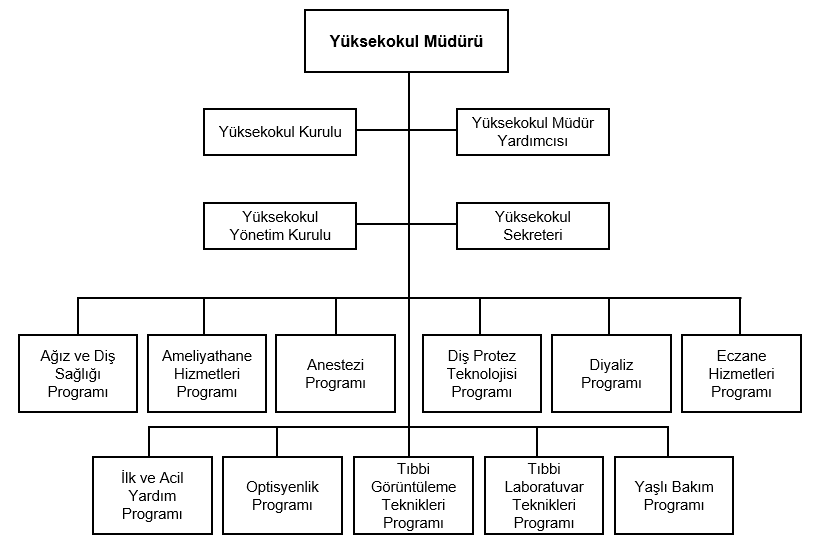 Yüksekokul Müdürü
Yüksekokul Kurulu
Yüksekokul Müdür
Yardımcısı
Yüksekokul
Yönetim Kurulu
Yüksekokul
Sekreteri
Ağız ve Diş
Sağlığı
Programı
Ameliyathane
Hizmetleri
Programı
Anestezi
Programı
Diş Protez
Teknolojisi
Programı
Diyaliz
Programı
Eczane
Hizmetleri
Programı
İlk ve Acil
Yardım
Programı
Optisyenlik
Programı
Tıbbi
Görüntüleme
Teknikleri
Programı
Tıbbi
Laboratuvar
Teknikleri
Programı
Yaşlı Bakım
Programı